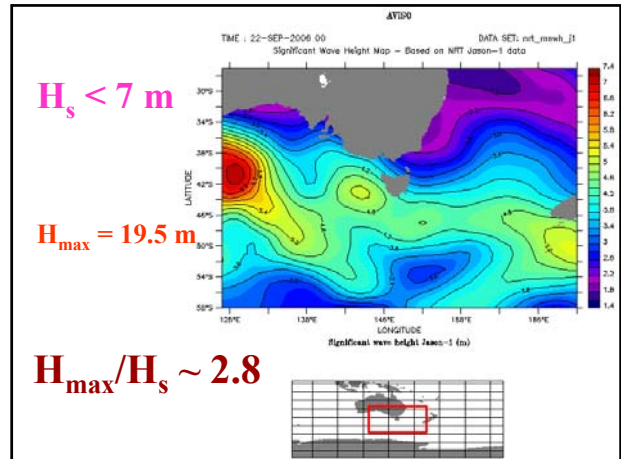 AVISO
TIME : 22-SEP-2006 00
DATA SET: nrt_mswh_j1
Significant Wave Height Map - Based on NRT Jason-1 data
Hs < 7 m
Hmax = 19.5 m
Hmax/Hs ~ 2.8
LATITUDE
30°S
34°S
38°S
42°S
46°S
50°S
54°S
58°S
126°E
136°E
146°E
156°E
166°E
LONGITUDE
Significant wave height Jason-1 (m)
7.4
7
6.6
6.2
5.8
5.4
5
4.6
4.2
3.8
3.4
3
2.6
2.2
1.8
1.4